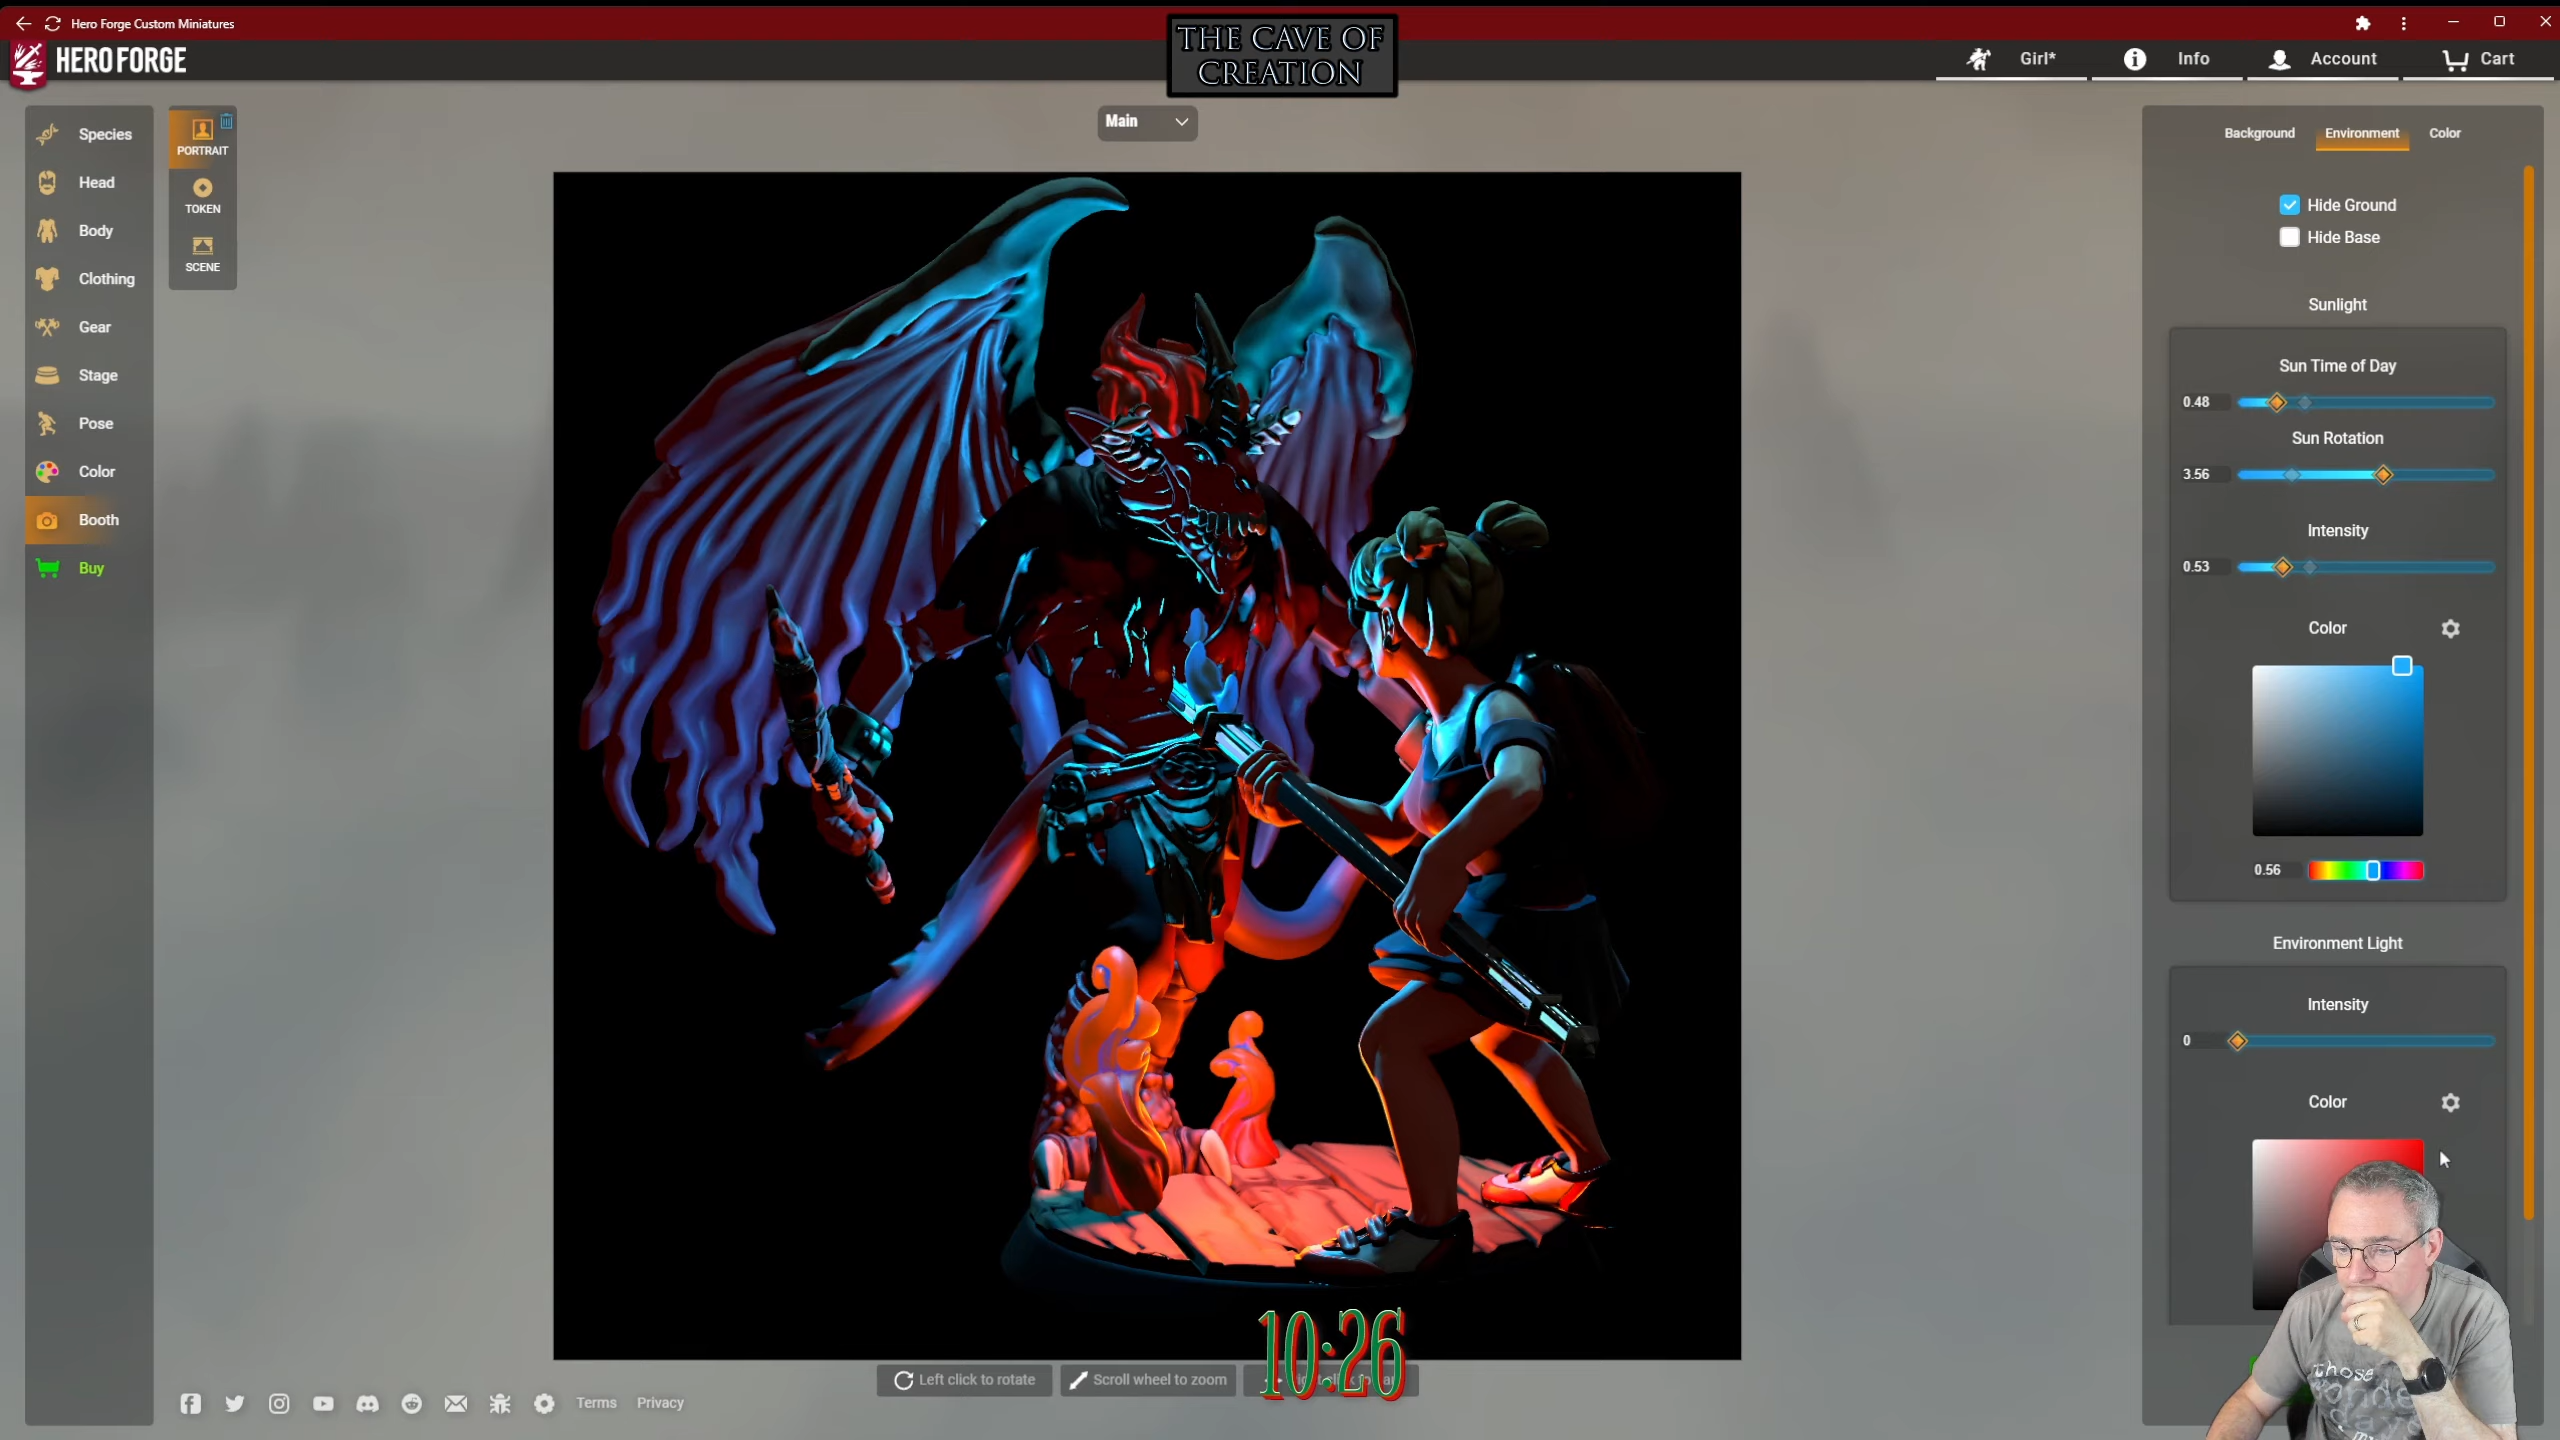 Hero Forge Custom Miniatures
HERO FORGE
THE CAVE OF
CREATION
Girl*
Info
Account
Cart
Species
Head
Body
Clothing
Gear
Stage
Pose
Color
Booth
Buy
PORTRAIT
TOKEN
SCENE
Main
Background
Environment
Color
Hide Ground
Hide Base
Sunlight
Sun Time of Day
0.48
Sun Rotation
3.56
Intensity
0.53
Color
0.56
Environment Light
Intensity
0
Color
those
10:26
Left click to rotate
Scroll wheel to zoom
Terms
Privacy